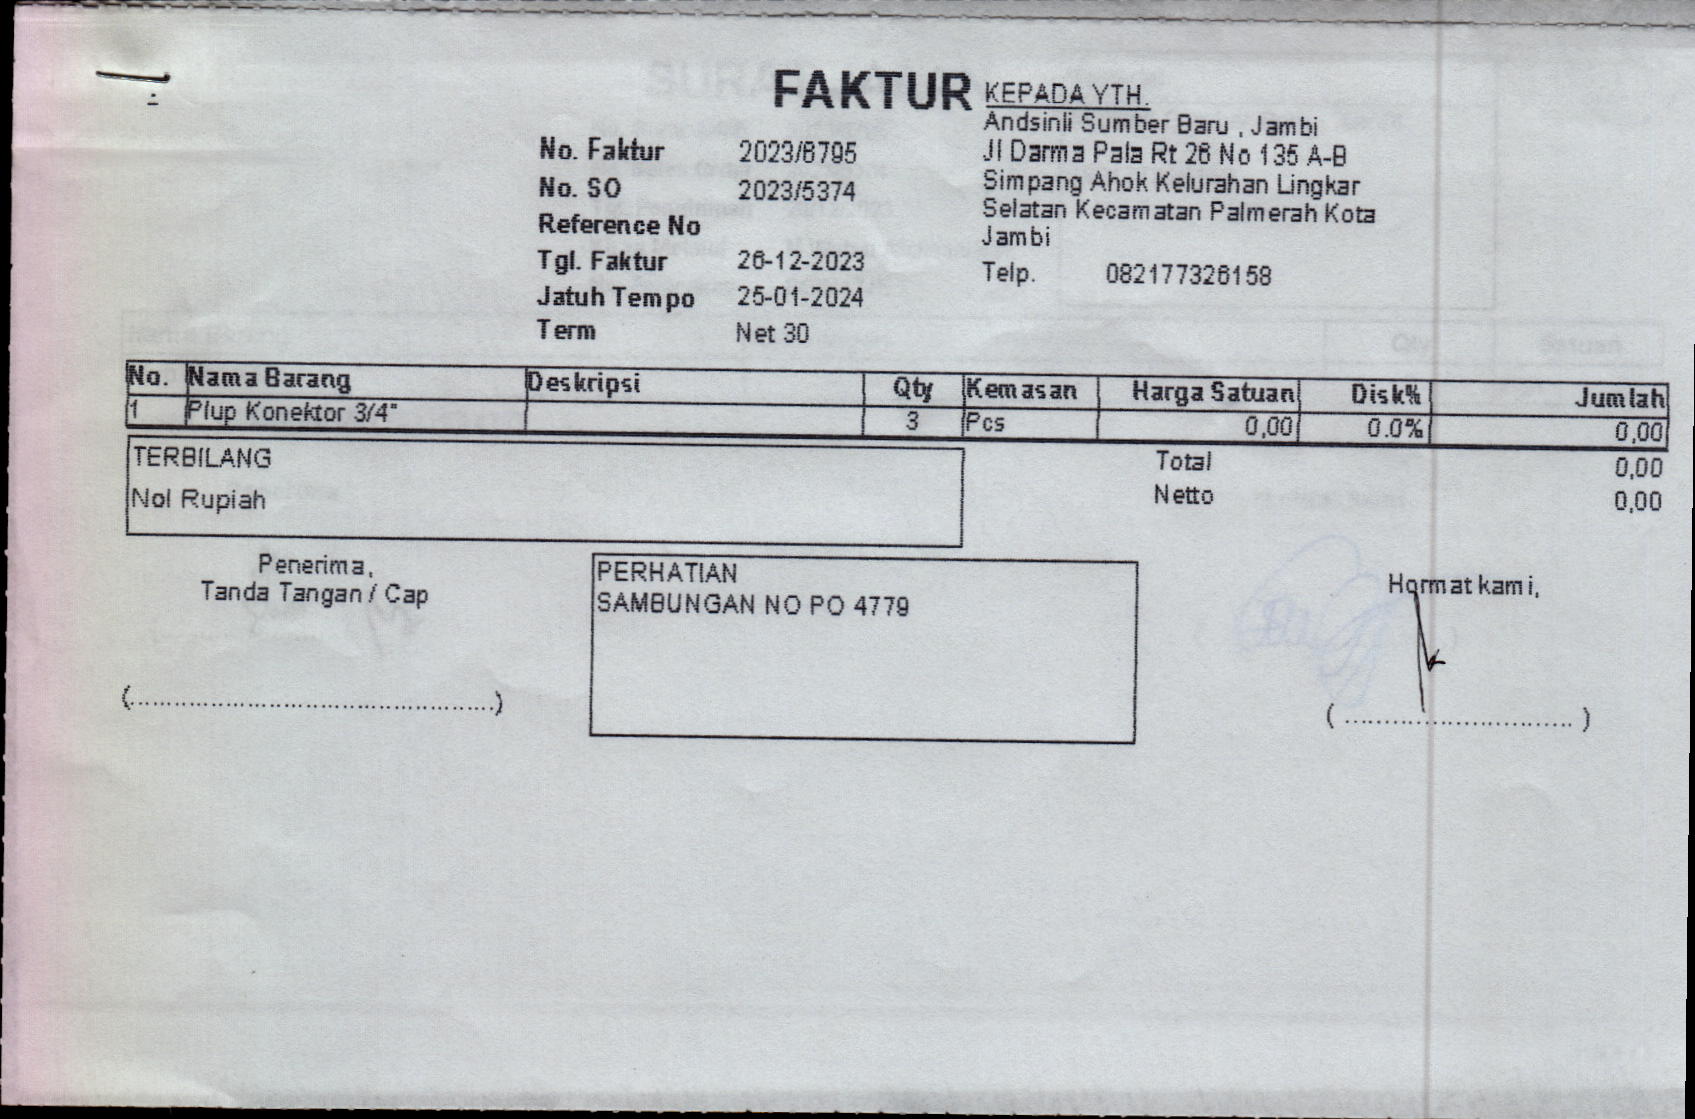 FAKTUR
KEPADA YTH.
Andsinli Sumber Baru , Jambi
Jl Darma Pala Rt 26 No 135 A-B
Simpang Ahok Kelurahan Lingkar
Selatan Kecamatan Palmerah Kota
Jambi
Telp. 082177326158
No. Faktur 2023/6795
No. SO 2023/5374
Reference No
Tgl. Faktur 26-12-2023
Jatuh Tempo 25-01-2024
Term Net 30
No. Nama Barang Deskripsi Qty Kemasan Harga Satuan Disk% Jumlah
1 Plup Konektor 3/4" 3 Pcs 0,00 0.0% 0,00
TERBILANG
Nol Rupiah
Total 0,00
Netto 0,00
Penerima,
Tanda Tangan / Cap
(................................................)
PERHATIAN
SAMBUNGAN NO PO 4779
Hormat kami,
( ............................. )